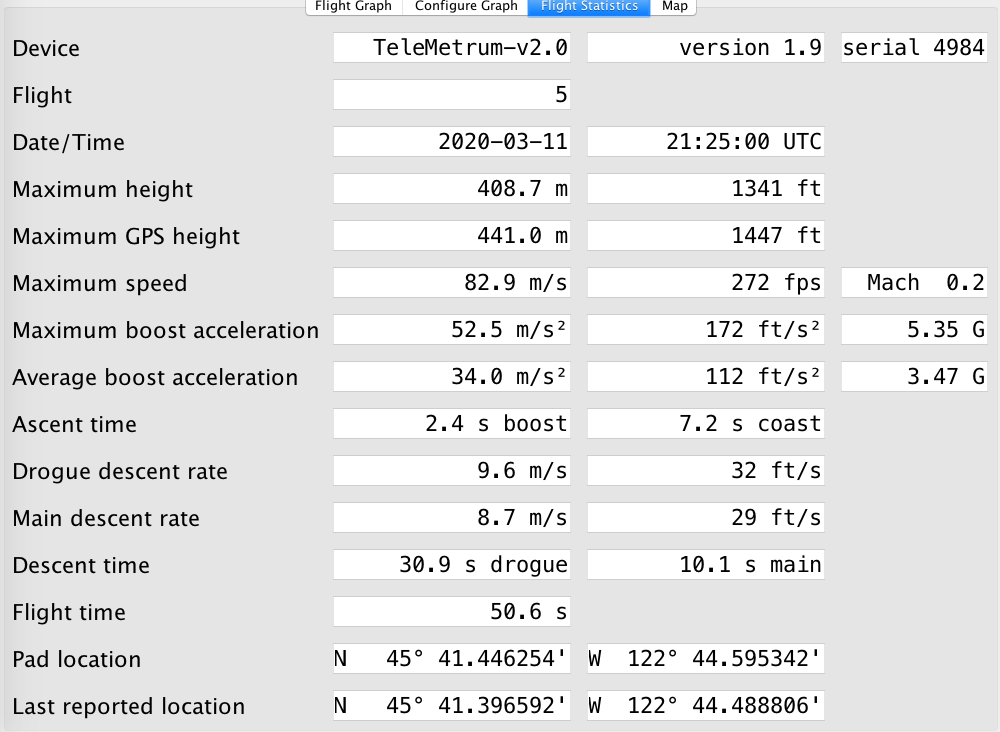 Flight Graph Configure Graph Flight Statistics Map
Device TeleMetrum-v2.0 version 1.9 serial 4984
Flight 5
Date/Time 2020-03-11 21:25:00 UTC
Maximum height 408.7 m 1341 ft
Maximum GPS height 441.0 m 1447 ft
Maximum speed 82.9 m/s 272 fps Mach 0.2
Maximum boost acceleration 52.5 m/s² 172 ft/s² 5.35 G
Average boost acceleration 34.0 m/s² 112 ft/s² 3.47 G
Ascent time 2.4 s boost 7.2 s coast
Drogue descent rate 9.6 m/s 32 ft/s
Main descent rate 8.7 m/s 29 ft/s
Descent time 30.9 s drogue 10.1 s main
Flight time 50.6 s
Pad location N 45° 41.446254' W 122° 44.595342'
Last reported location N 45° 41.396592' W 122° 44.488806'